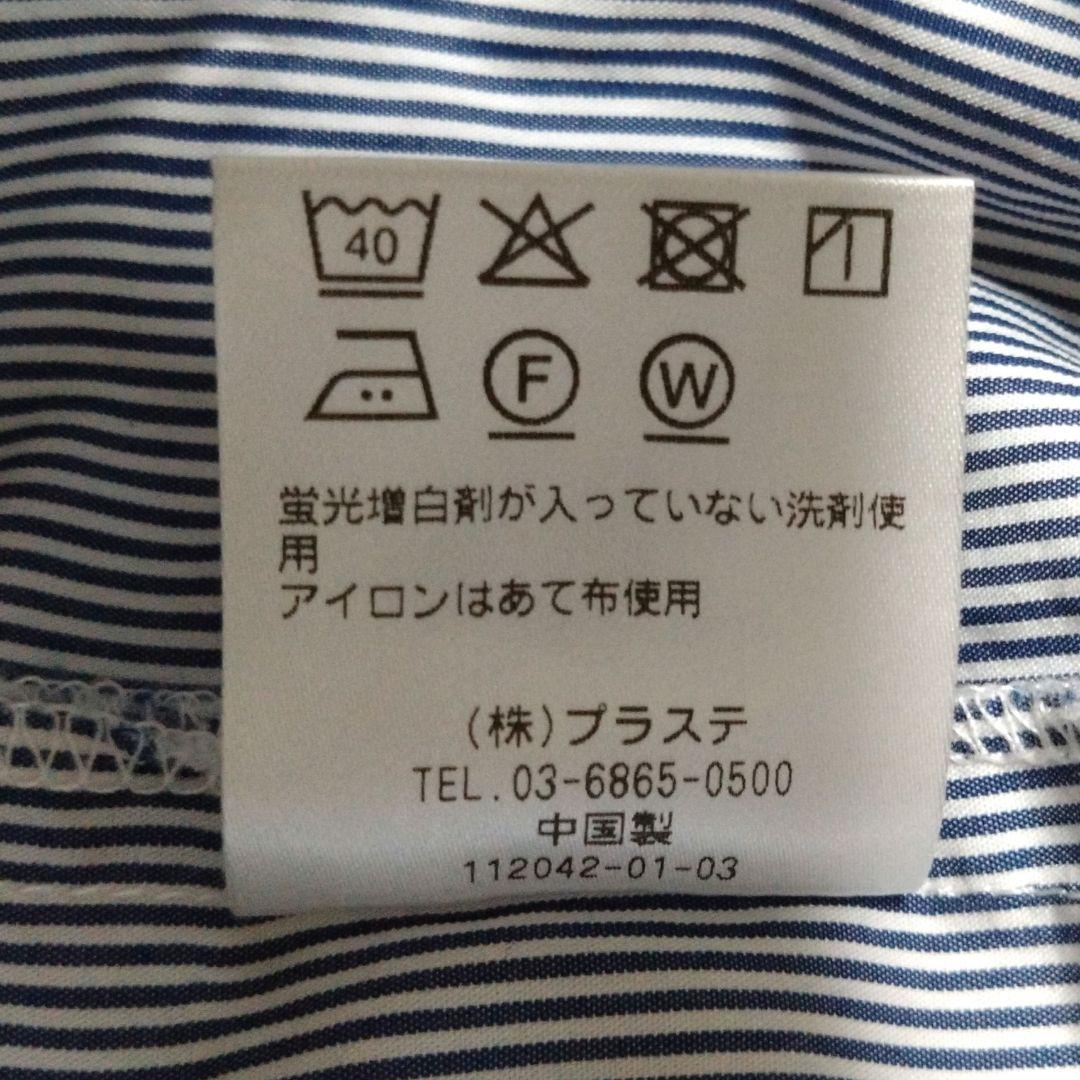 40
F
W
蛍光増白剤が入っていない洗剤使
用
アイロンはあて布使用
(株)プラステ
TEL.03-6865-0500
中国製
112042-01-03